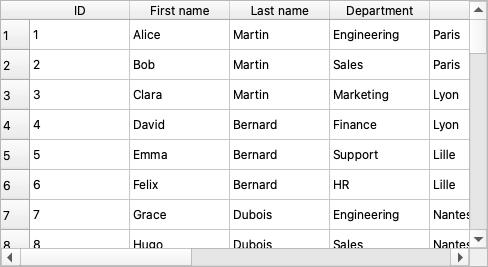 ID First name Last name Department
1 1 Alice Martin Engineering Paris
2 2 Bob Martin Sales Paris
3 3 Clara Martin Marketing Lyon
4 4 David Bernard Finance Lyon
5 5 Emma Bernard Support Lille
6 6 Felix Bernard HR Lille
7 7 Grace Dubois Engineering Nantes
8 8 Hugo Dubois Sales Nantes